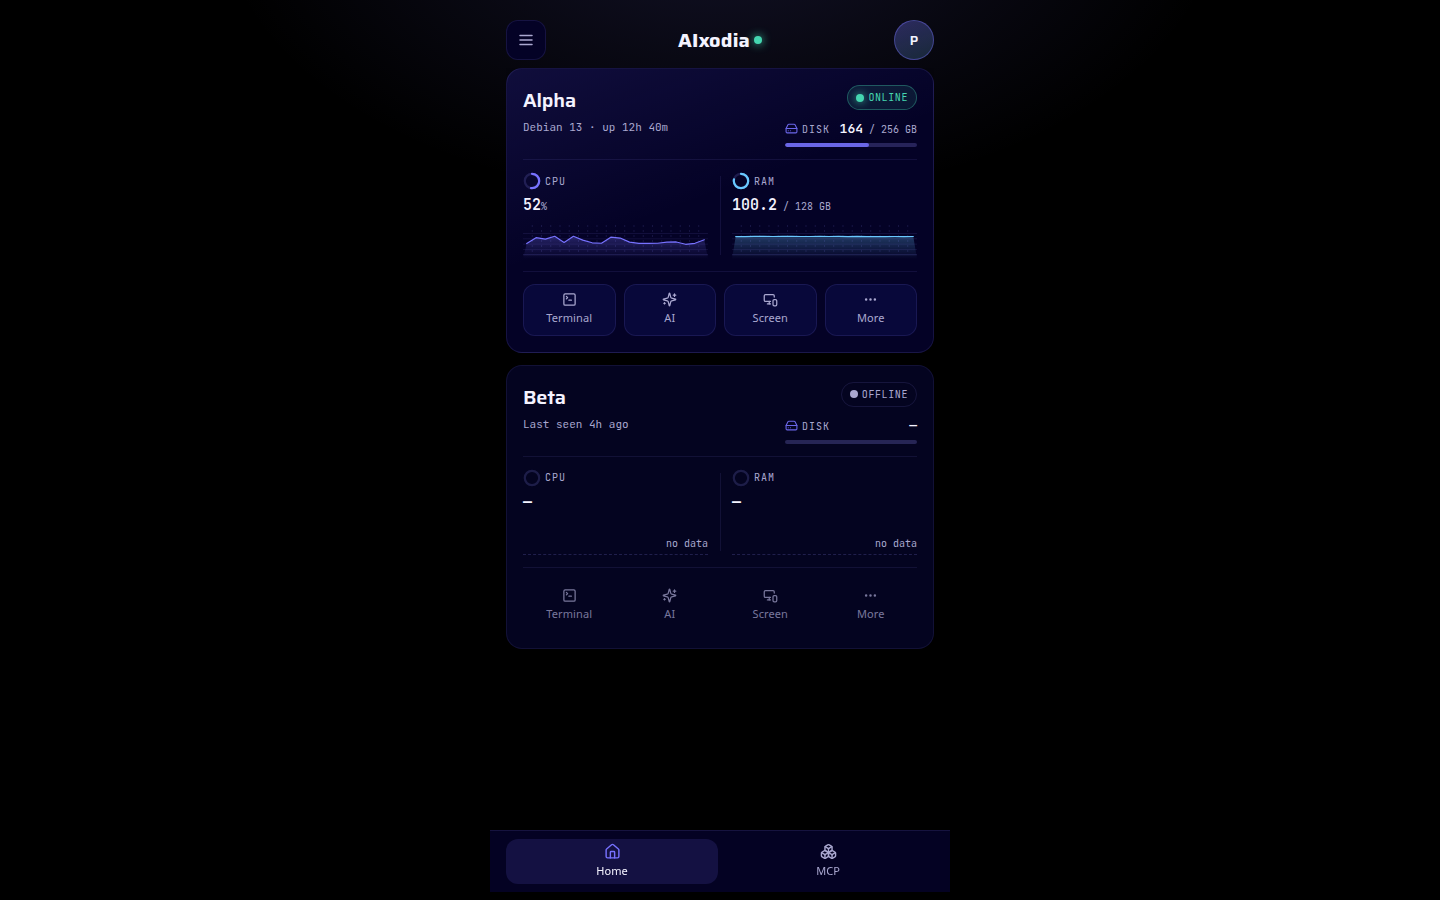 AIxodia
P
Alpha
ONLINE
Debian 13 · up 12h 40m
DISK 164 / 256 GB
CPU
52%
RAM
100.2 / 128 GB
Terminal
AI
Screen
More
Beta
OFFLINE
Last seen 4h ago
DISK —
CPU
—
no data
RAM
—
no data
Terminal
AI
Screen
More
Home
MCP